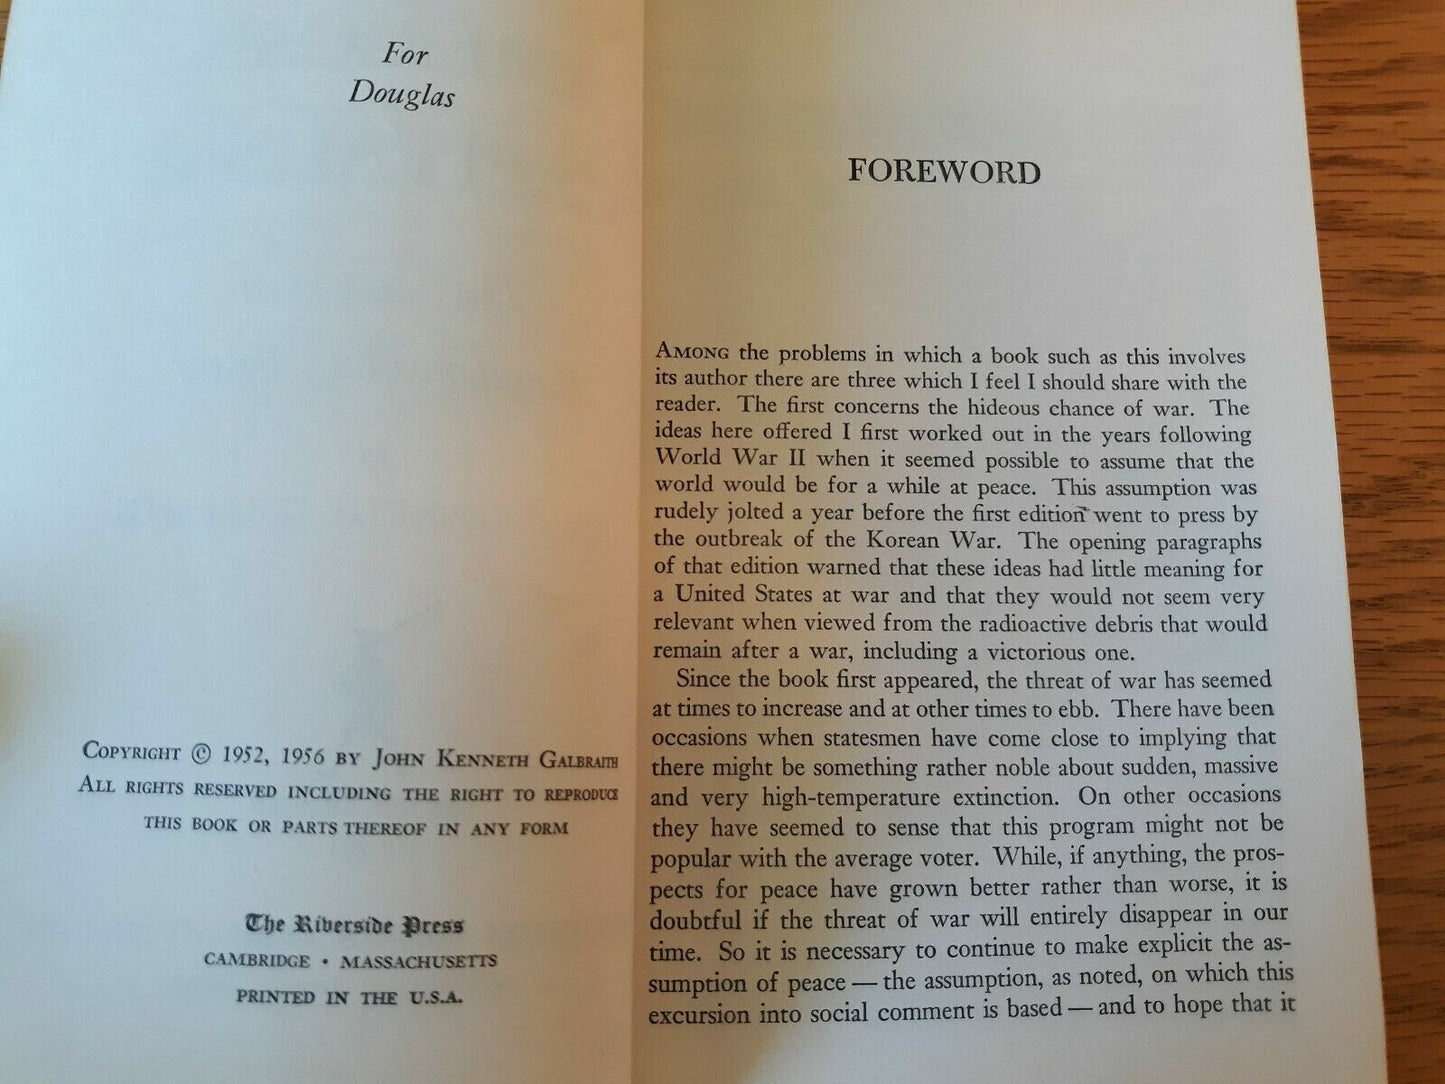 For
Douglas
Copyright © 1952, 1956 by John Kenneth Galbraith
All rights reserved including the right to reproduce
this book or parts thereof in any form
The Riverside Press
CAMBRIDGE • MASSACHUSETTS
PRINTED IN THE U.S.A.
FOREWORD
Among the problems in which a book such as this involves
its author there are three which I feel I should share with the
reader. The first concerns the hideous chance of war. The
ideas here offered I first worked out in the years following
World War II when it seemed possible to assume that the
world would be for a while at peace. This assumption was
rudely jolted a year before the first edition went to press by
the outbreak of the Korean War. The opening paragraphs
of that edition warned that these ideas had little meaning for
a United States at war and that they would not seem very
relevant when viewed from the radioactive debris that would
remain after a war, including a victorious one.
Since the book first appeared, the threat of war has seemed
at times to increase and at other times to ebb. There have been
occasions when statesmen have come close to implying that
there might be something rather noble about sudden, massive
and very high-temperature extinction. On other occasions
they have seemed to sense that this program might not be
popular with the average voter. While, if anything, the pros-
pects for peace have grown better rather than worse, it is
doubtful if the threat of war will entirely disappear in our
time. So it is necessary to continue to make explicit the as-
sumption of peace — the assumption, as noted, on which this
excursion into social comment is based — and to hope that it